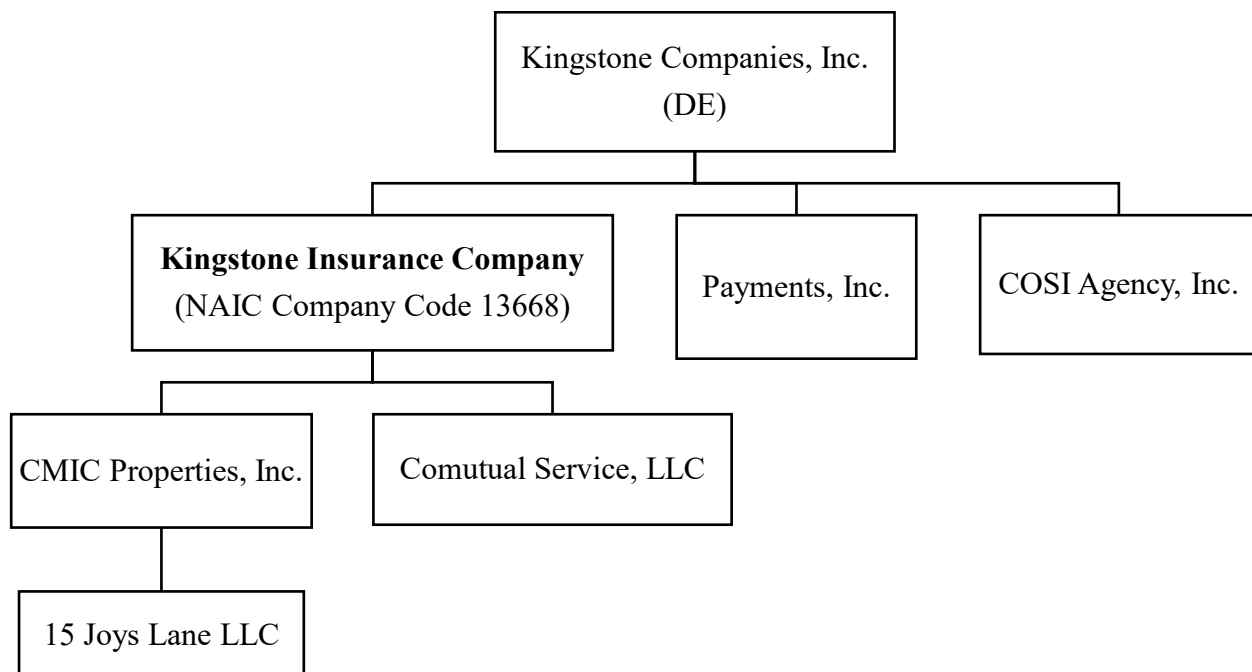 Kingstone Companies, Inc.
(DE)
Kingstone Insurance Company
(NAIC Company Code 13668)
Payments, Inc.
COSI Agency, Inc.
CMIC Properties, Inc.
Comutual Service, LLC
15 Joys Lane LLC